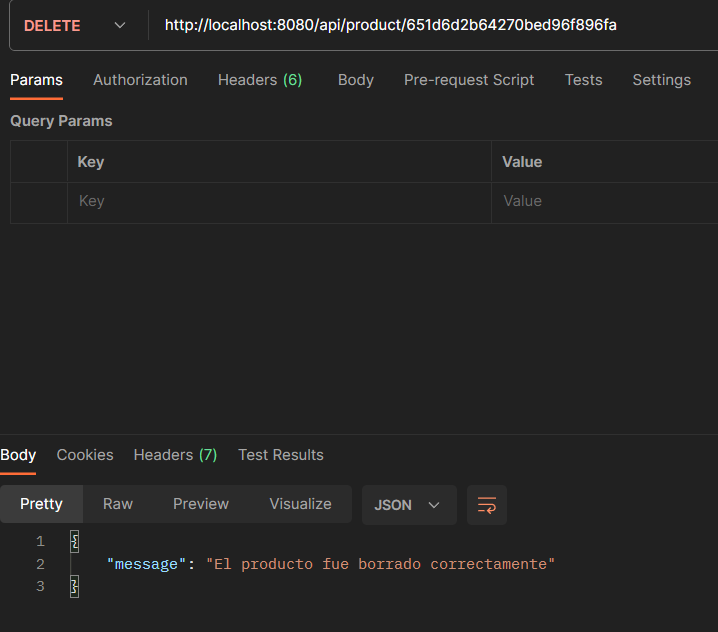 DELETE http://localhost:8080/api/product/651d6d2b64270bed96f896fa
Params Authorization Headers (6) Body Pre-request Script Tests Settings
Query Params
Key Value
Key Value
Body Cookies Headers (7) Test Results
Pretty Raw Preview Visualize JSON
1 {
2 "message": "El producto fue borrado correctamente"
3 }